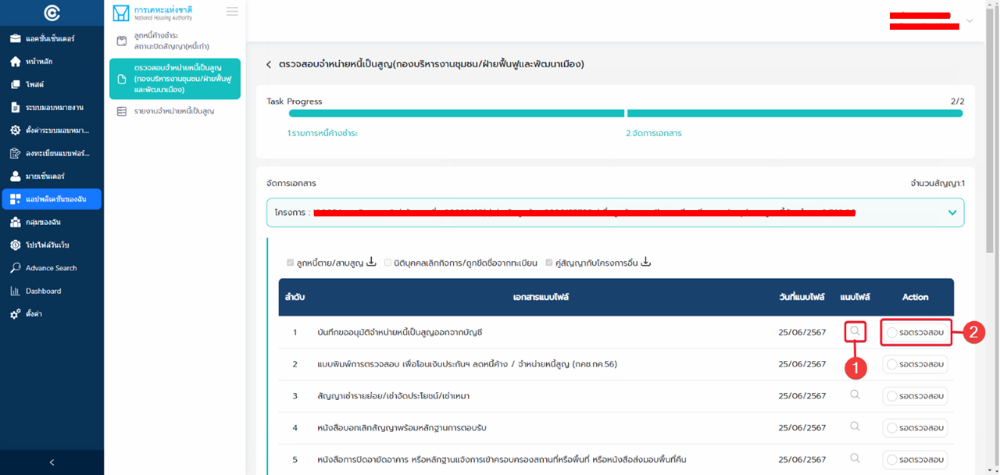 แอคชั่นเซ็นเตอร์
หน้าหลัก
โพสต์
ระบบมอบหมายงาน
ตั้งค่าระบบมอบหมา...
ลงทะเบียนแบบฟอร์...
มายเซ็นเตอร์
แอปพลิเคชันของฉัน
กลุ่มของฉัน
โปรไฟล์วันเว็บ
Advance Search
Dashboard
ตั้งค่า
การเคหะแห่งชาติ
National Housing Authority
ลูกหนี้ค้างชำระ
สถานะปิดสัญญา(หนี้เก่า)
ตรวจสอบจำหน่ายหนี้เป็นสูญ
(กองบริหารงานชุมชน/ฝ่ายฟื้นฟู
และพัฒนาเมือง)
รายงานจำหน่ายหนี้เป็นสูญ
ตรวจสอบจำหน่ายหนี้เป็นสูญ(กองบริหารงานชุมชน/ฝ่ายฟื้นฟูและพัฒนาเมือง)
Task Progress 2/2
1.รายการหนี้ค้างชำระ 2.จัดการเอกสาร
จัดการเอกสาร จำนวนสัญญา:1
โครงการ :
ลูกหนี้ตาย/สาบสูญ นิติบุคคลเลิกกิจการ/ถูกขีดชื่อจากทะเบียน คู่สัญญากับโครงการอื่น
ลำดับ เอกสารแนบไฟล์ วันที่แนบไฟล์ แนบไฟล์ Action
1 บันทึกขออนุมัติจำหน่ายหนี้เป็นสูญออกจากบัญชี 25/06/2567 รอตรวจสอบ 2
2 แบบพิมพ์การตรวจสอบ เพื่อโอนเงินประกันฯ ลดหนี้ค้าง / จำหน่ายหนี้สูญ (กคช.กค.56) 25/06/2567 1 รอตรวจสอบ
3 สัญญาเช่ารายย่อย/เช่าจัดประโยชน์/เช่าเหมา 25/06/2567 รอตรวจสอบ
4 หนังสือบอกเลิกสัญญาพร้อมหลักฐานการตอบรับ 25/06/2567 รอตรวจสอบ
5 หนังสือการปิดอายัดอาคาร หรือหลักฐานแจ้งการเข้าครอบครองสถานที่หรือพื้นที่ หรือหนังสือส่งมอบพื้นที่คืน 25/06/2567 รอตรวจสอบ